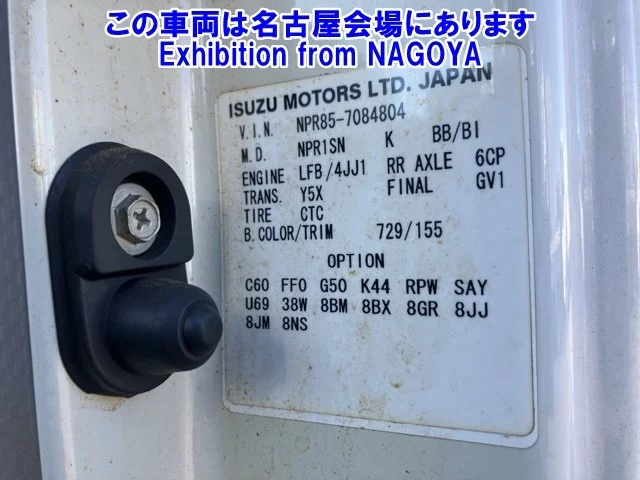 この車両は名古屋会場にあります
Exhibition from NAGOYA
ISUZU MOTORS LTD. JAPAN
V.I.N. NPR85-7084804
M.D. NPR1SN K BB/BI
ENGINE LFB/4JJ1 RR AXLE 6CP
TRANS. Y5X FINAL GV1
TIRE CTC
B.COLOR/TRIM 729/155
OPTION
C60 FF0 G50 K44 RPW SAY
U69 38W 8BM 8BX 8GR 8JJ
8JM 8NS